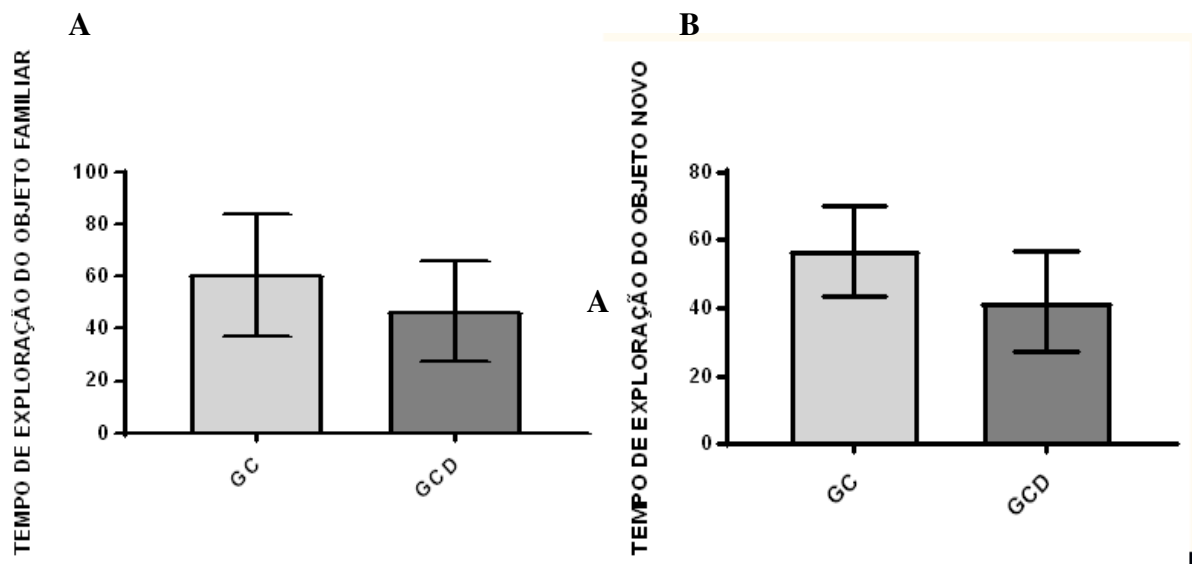 A
TEMPO DE EXPLORAÇÃO DO OBJETO FAMILIAR
100
80
60
40
20
0
GC
GCD
A
B
TEMPO DE EXPLORAÇÃO DO OBJETO NOVO
80
60
40
20
0
GC
GCD